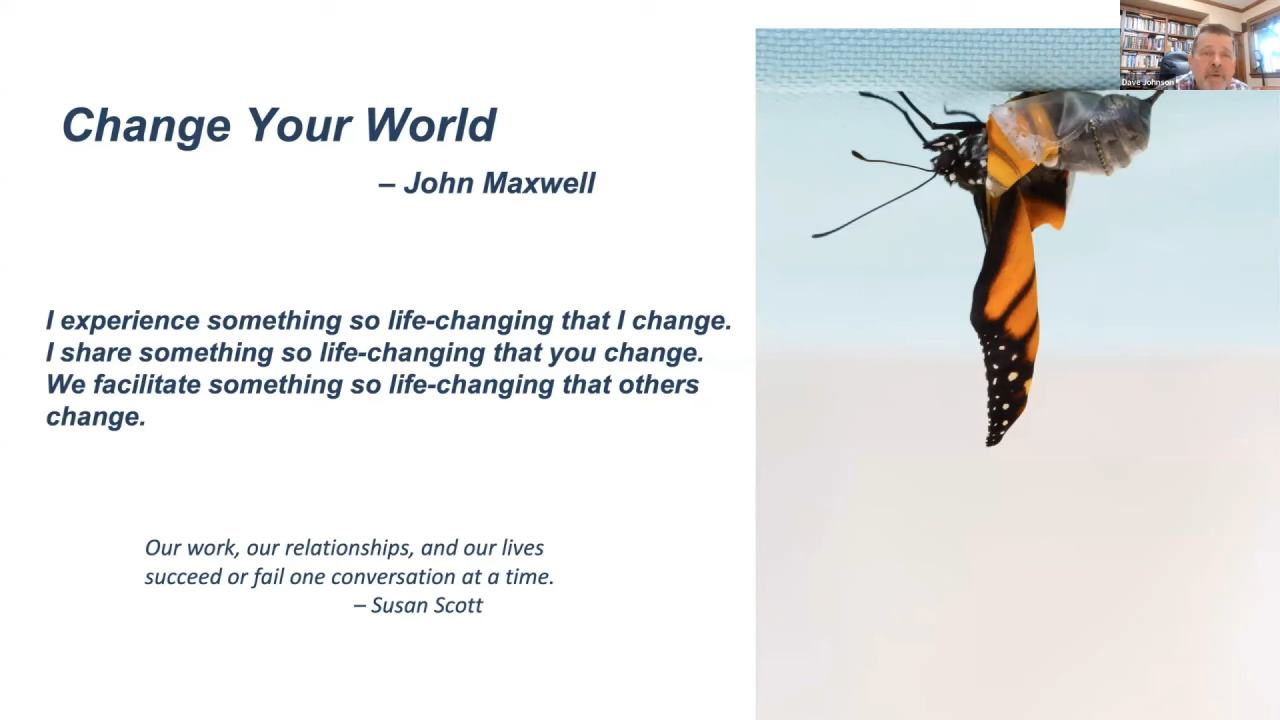 Change Your World
– John Maxwell
I experience something so life-changing that I change.
I share something so life-changing that you change.
We facilitate something so life-changing that others
change.
Our work, our relationships, and our lives
succeed or fail one conversation at a time.
– Susan Scott
Dave Johnson